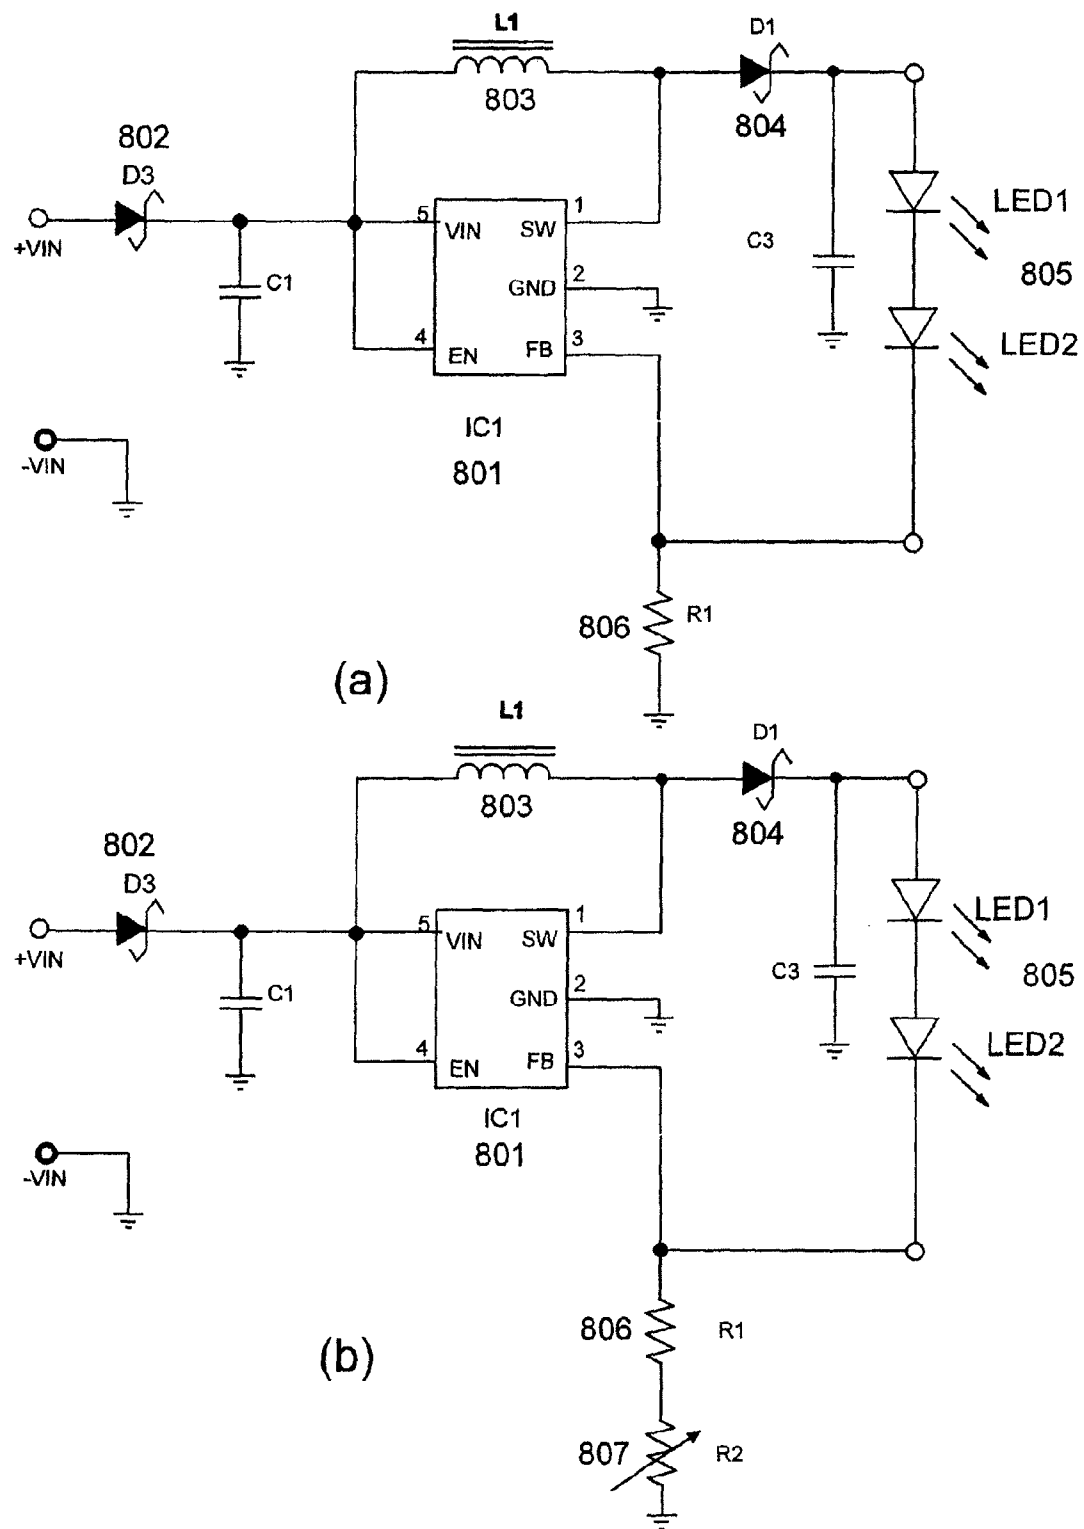 L1
D1
803
804
802
D3
+VIN
C1
5
VIN
SW
1
GND
2
4
EN
FB
3
C3
LED1
805
LED2
IC1
801
-VIN
806
R1
(a)
L1
D1
803
804
802
D3
+VIN
C1
5
VIN
SW
1
GND
2
4
EN
FB
3
C3
LED1
805
LED2
IC1
801
-VIN
806
R1
(b)
807
R2